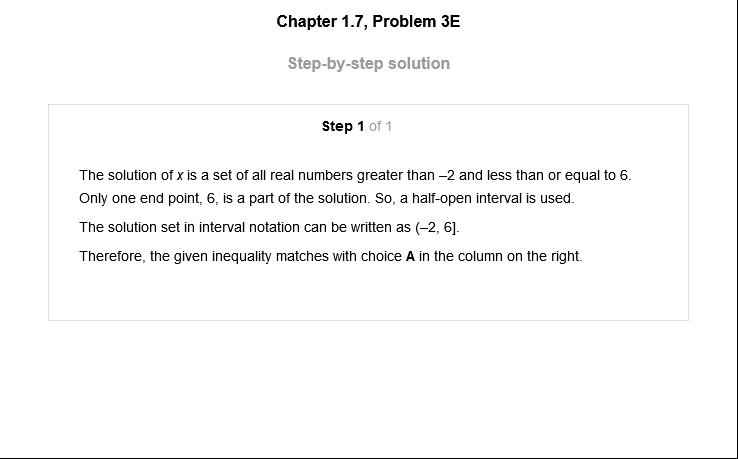 Chapter 1.7, Problem 3E
Step-by-step solution
Step 1 of 1
The solution of x is a set of all real numbers greater than –2 and less than or equal to 6.
Only one end point, 6, is a part of the solution. So, a half-open interval is used.
The solution set in interval notation can be written as (–2, 6].
Therefore, the given inequality matches with choice A in the column on the right.